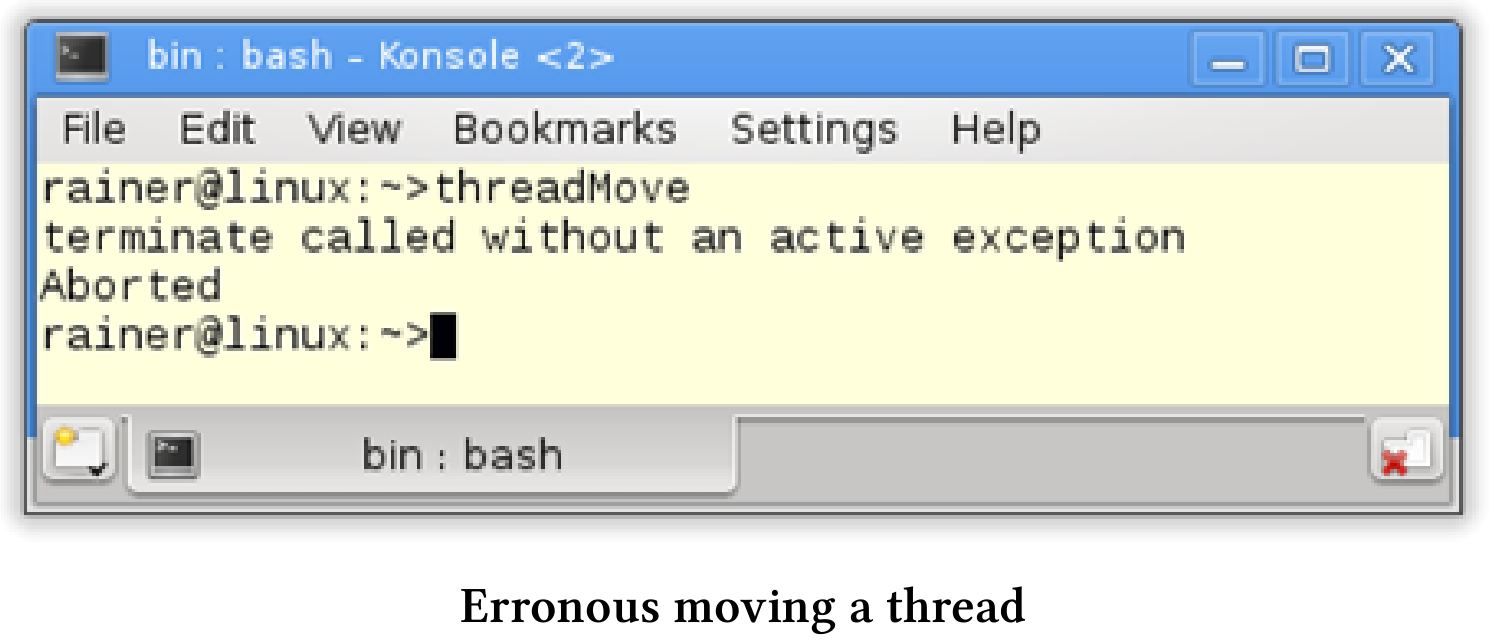 bin : bash – Konsole <2>
File Edit View Bookmarks Settings Help
rainer@linux:~>threadMove
terminate called without an active exception
Aborted
rainer@linux:~>
bin : bash
Erronous moving a thread